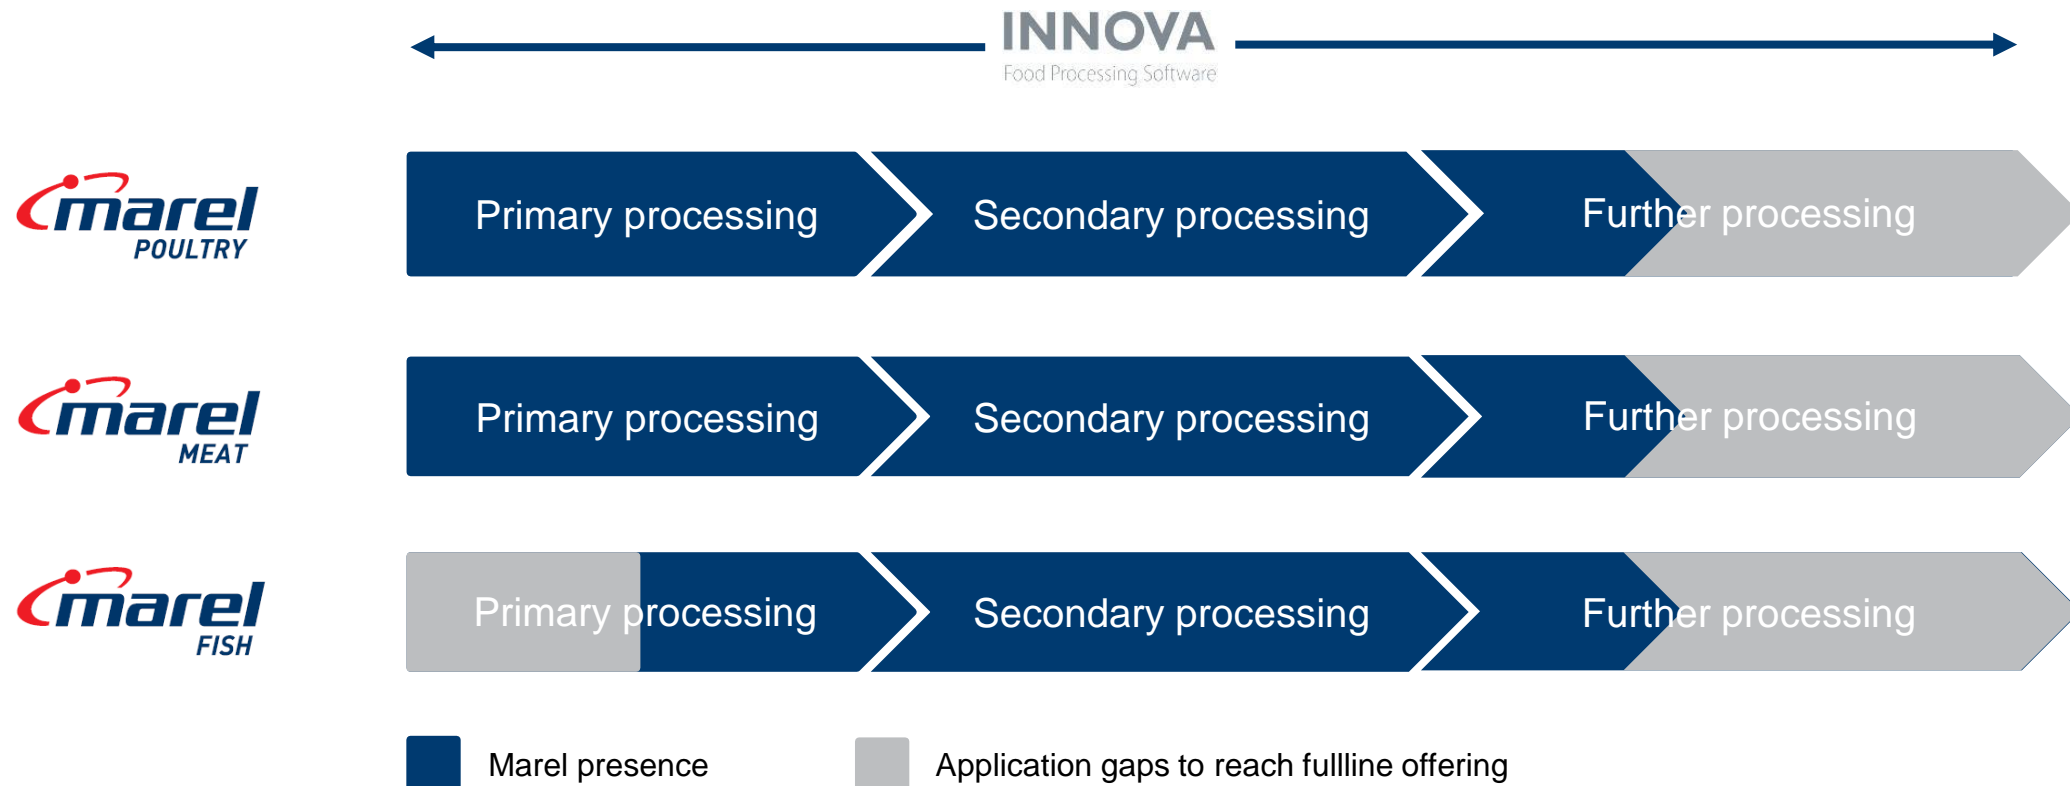 INNOVA
Food Processing Software
marel
POULTRY
Primary processing
Secondary processing
Further processing
marel
MEAT
Primary processing
Secondary processing
Further processing
marel
FISH
Primary processing
Secondary processing
Further processing
Marel presence
Application gaps to reach fullline offering